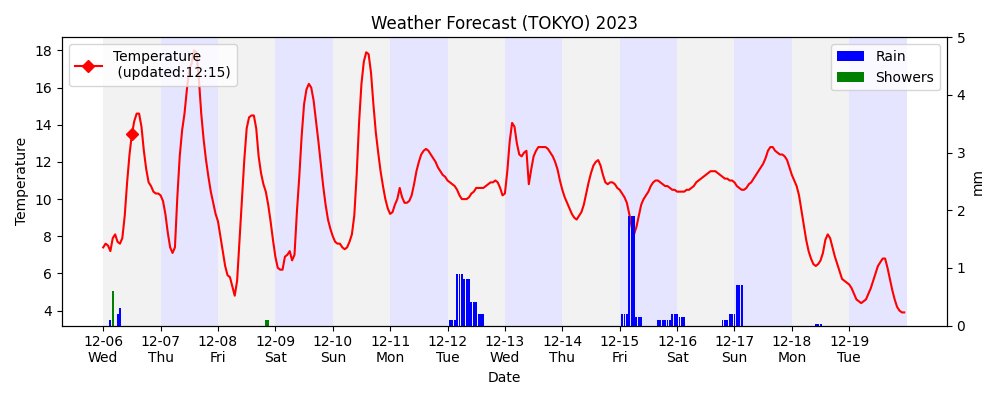 Weather Forecast (TOKYO) 2023
Temperature
(updated:12:15)
Rain
Showers
Temperature
18
16
14
12
10
8
6
4
5
4
3
2
1
0
mm
12-06 12-07 12-08 12-09 12-10 12-11 12-12 12-13 12-14 12-15 12-16 12-17 12-18 12-19
Wed Thu Fri Sat Sun Mon Tue Wed Thu Fri Sat Sun Mon Tue
Date